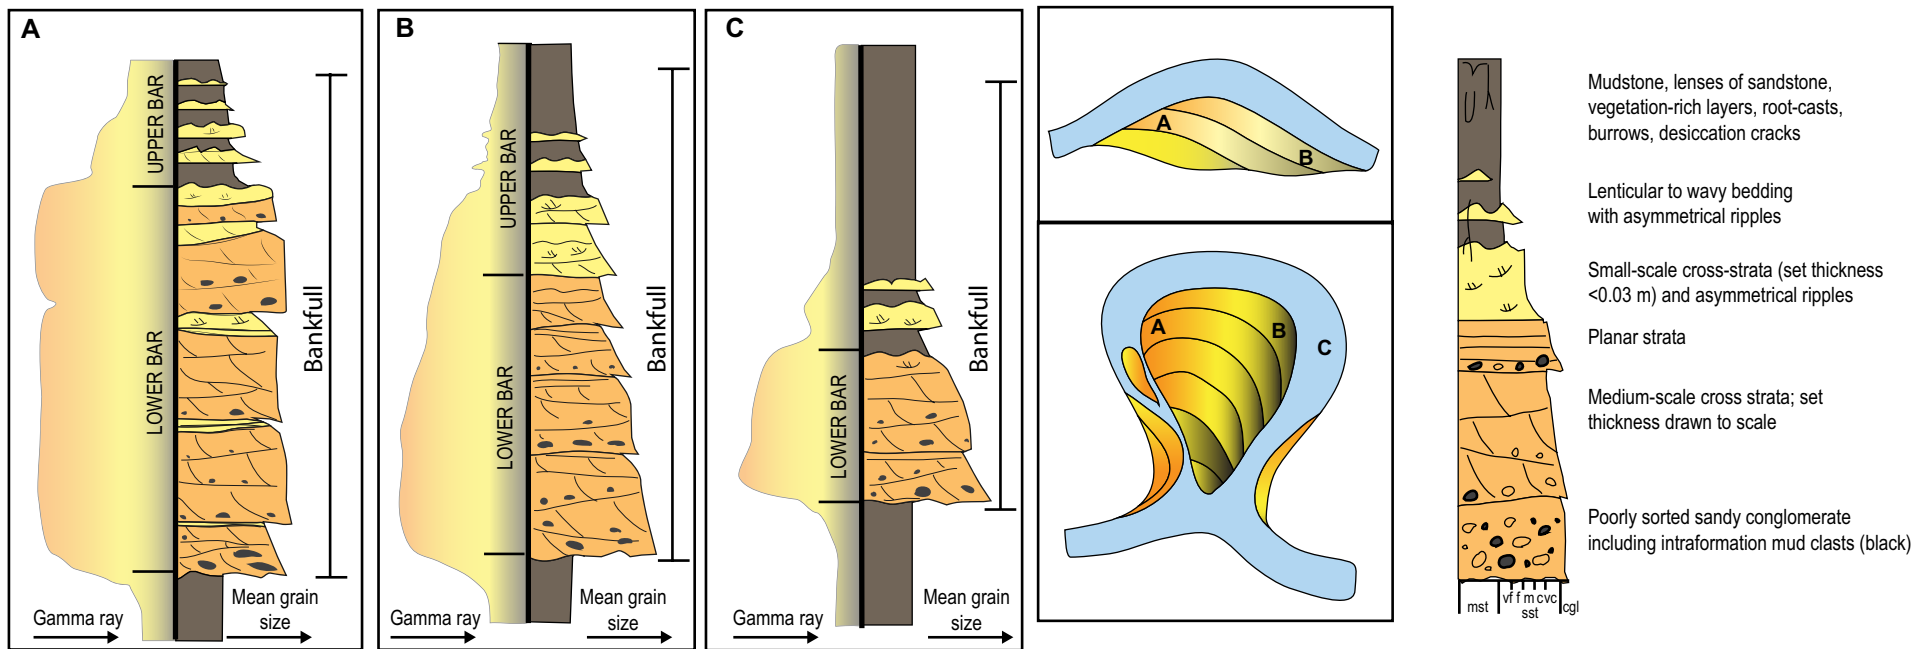 A
UPPER BAR
LOWER BAR
Bankfull
Gamma ray
Mean grain
size
B
UPPER BAR
LOWER BAR
Bankfull
Gamma ray
Mean grain
size
C
LOWER BAR
Bankfull
Gamma ray
Mean grain
size
A
B
A
B
C
Mudstone, lenses of sandstone,
vegetation-rich layers, root-casts,
burrows, desiccation cracks
Lenticular to wavy bedding
with asymmetrical ripples
Small-scale cross-strata (set thickness
<0.03 m) and asymmetrical ripples
Planar strata
Medium-scale cross strata; set
thickness drawn to scale
Poorly sorted sandy conglomerate
including intraformation mud clasts (black)
mst
vf f m c vc
sst
cgl